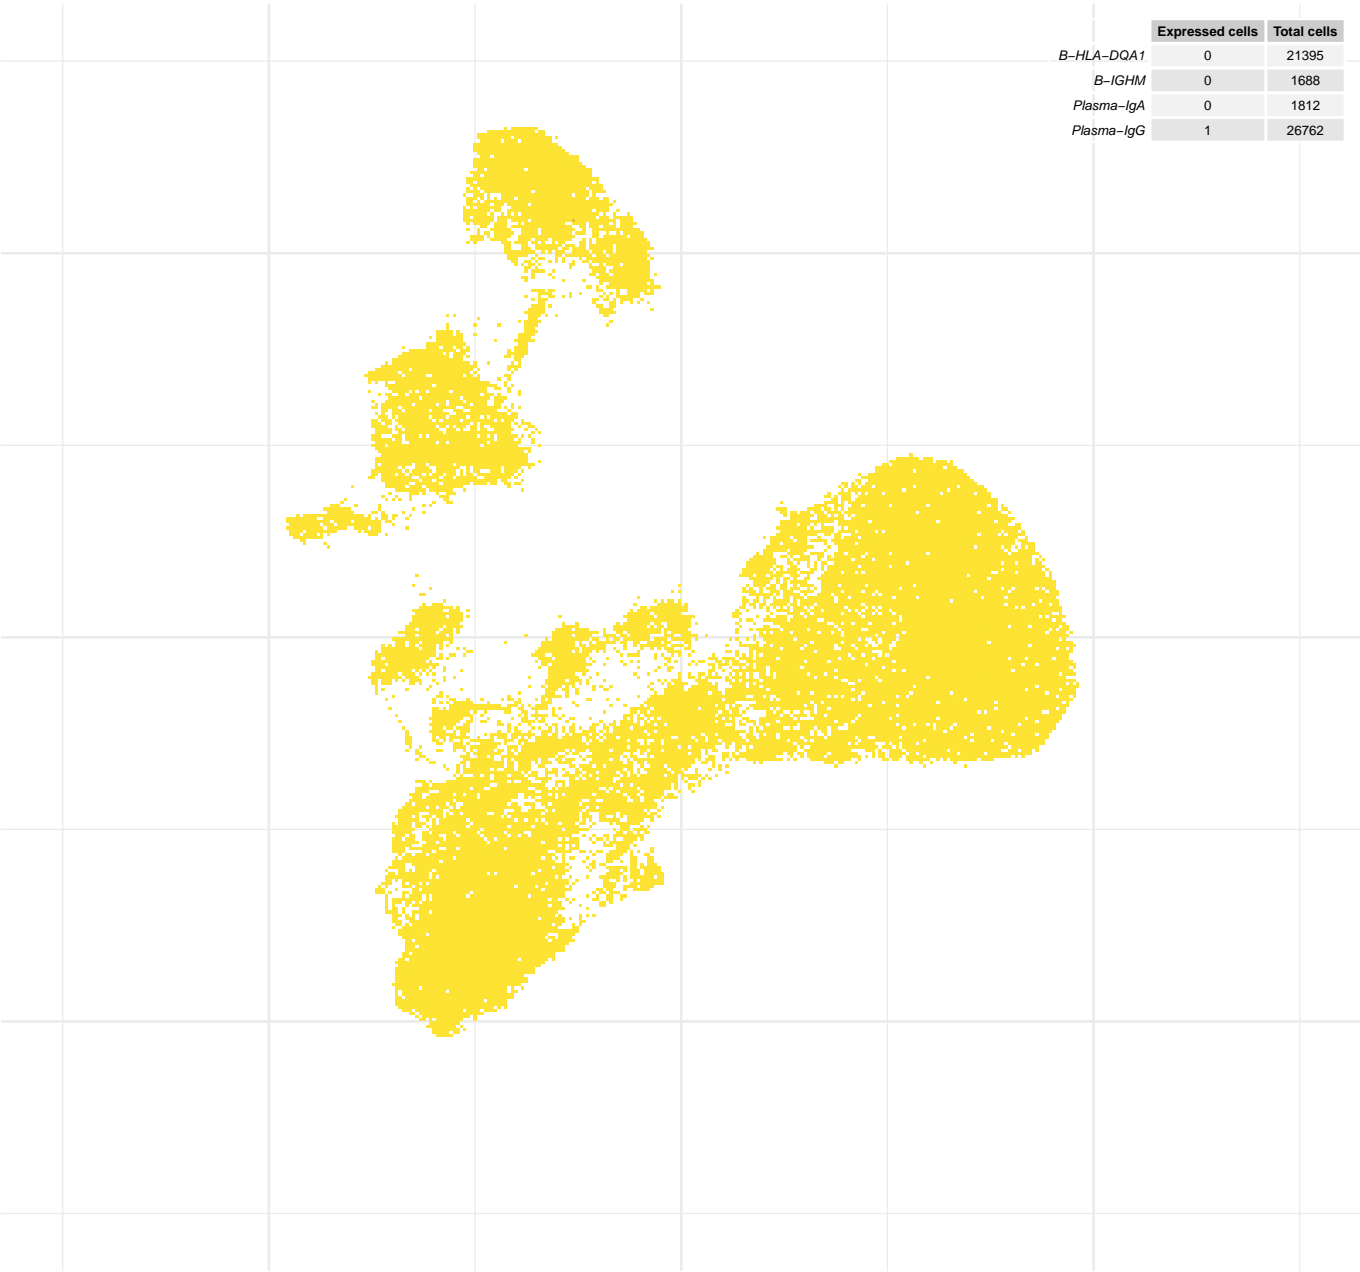 Expressed cells Total cells
B−HLA−DQA1 0 21395
B−IGHM 0 1688
Plasma−IgA 0 1812
Plasma−IgG 1 26762